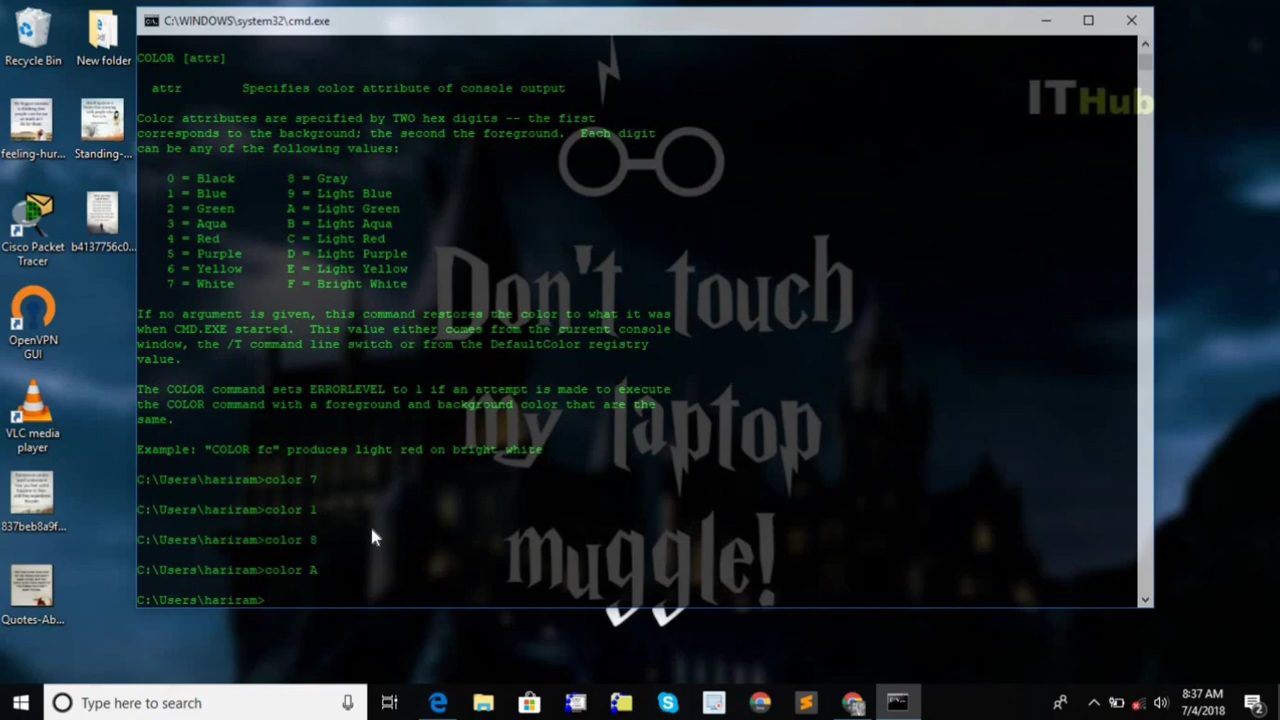 C:\WINDOWS\system32\cmd.exe
COLOR [attr]
attr Specifies color attribute of console output
Color attributes are specified by TWO hex digits -- the first
corresponds to the background; the second the foreground. Each digit
can be any of the following values:
0 = Black 8 = Gray
1 = Blue 9 = Light Blue
2 = Green A = Light Green
3 = Aqua B = Light Aqua
4 = Red C = Light Red
5 = Purple D = Light Purple
6 = Yellow E = Light Yellow
7 = White F = Bright White
If no argument is given, this command restores the color to what it was
when CMD.EXE started. This value either comes from the current console
window, the /T command line switch or from the DefaultColor registry
value.
The COLOR command sets ERRORLEVEL to 1 if an attempt is made to execute
the COLOR command with a foreground and background color that are the
same.
Example: "COLOR fc" produces light red on bright white
C:\Users\hariram>color 7
C:\Users\hariram>color 1
C:\Users\hariram>color 8
C:\Users\hariram>color A
C:\Users\hariram>
ITHub
Don't touch
My laptop
muggle!
Recycle Bin
New folder
feeling-hur...
Standing-...
Cisco Packet
Tracer
b4137756c0...
OpenVPN
GUI
VLC media
player
837beb8a9f...
Quotes-Ab...
Type here to search
8:37 AM
7/4/2018
2